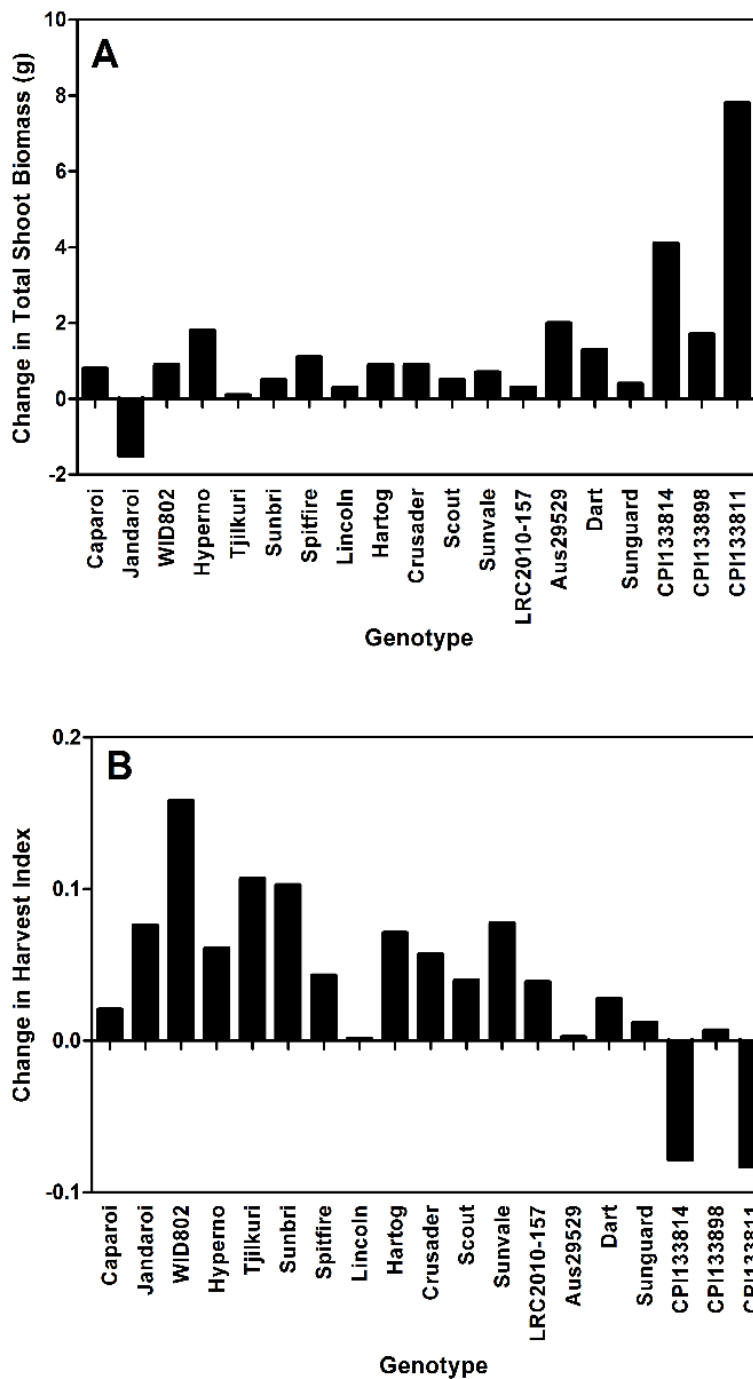 A
Change in Total Shoot Biomass (g)
10
8
6
4
2
0
-2
Caparoi
Jandaroi
WID802
Hyperno
Tjilkuri
Sunbri
Spitfire
Lincoln
Hartog
Crusader
Scout
Sunvale
LRC2010-157
Aus29529
Dart
Sunguard
CPI133814
CPI133898
CPI133811
Genotype
B
Change in Harvest Index
0.2
0.1
0.0
-0.1
Caparoi
Jandaroi
WID802
Hyperno
Tjilkuri
Sunbri
Spitfire
Lincoln
Hartog
Crusader
Scout
Sunvale
LRC2010-157
Aus29529
Dart
Sunguard
CPI133814
CPI133898
CPI133811
Genotype